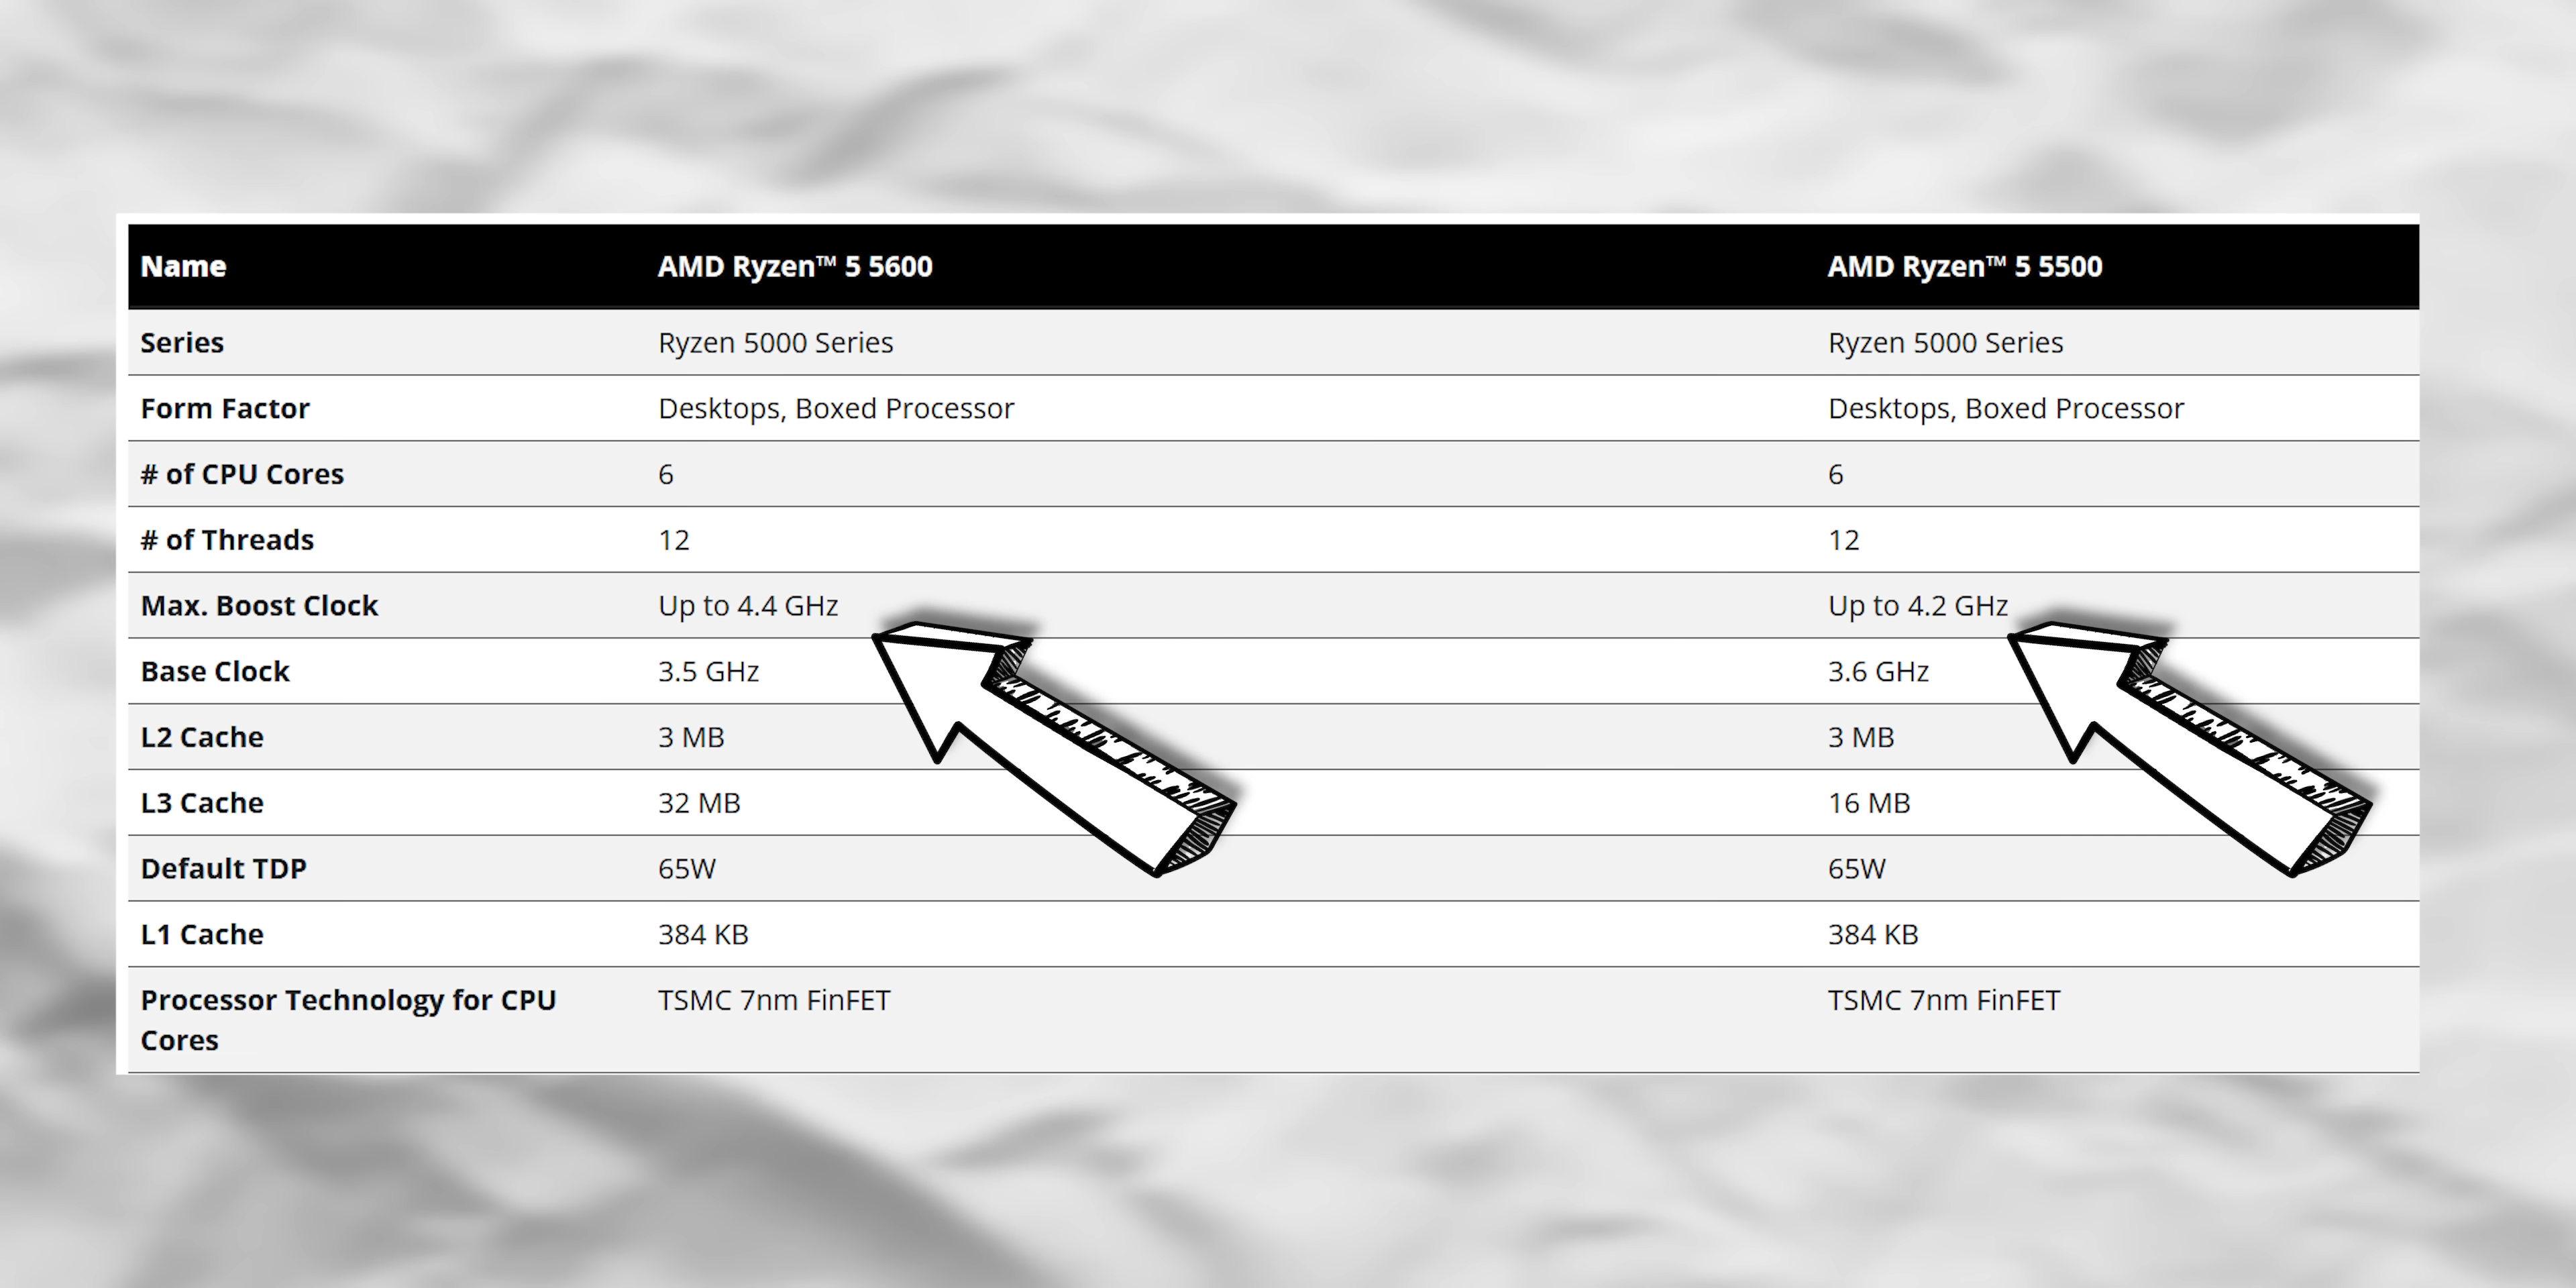 Name AMD Ryzen™ 5 5600 AMD Ryzen™ 5 5500
Series Ryzen 5000 Series Ryzen 5000 Series
Form Factor Desktops, Boxed Processor Desktops, Boxed Processor
# of CPU Cores 6 6
# of Threads 12 12
Max. Boost Clock Up to 4.4 GHz Up to 4.2 GHz
Base Clock 3.5 GHz 3.6 GHz
L2 Cache 3 MB 3 MB
L3 Cache 32 MB 16 MB
Default TDP 65W 65W
L1 Cache 384 KB 384 KB
Processor Technology for CPU TSMC 7nm FinFET TSMC 7nm FinFET
Cores